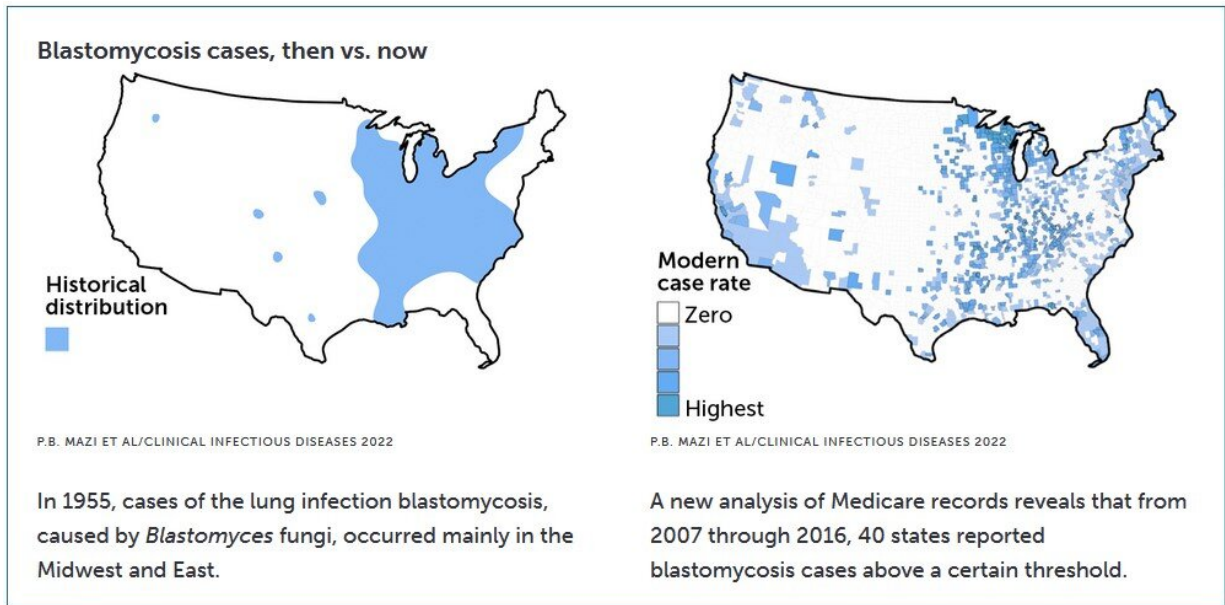 Blastomycosis cases, then vs. now
Historical
distribution
Modern
case rate
Zero
Highest
P.B. MAZI ET AL/CLINICAL INFECTIOUS DISEASES 2022
P.B. MAZI ET AL/CLINICAL INFECTIOUS DISEASES 2022
In 1955, cases of the lung infection blastomycosis,
caused by Blastomyces fungi, occurred mainly in the
Midwest and East.
A new analysis of Medicare records reveals that from
2007 through 2016, 40 states reported
blastomycosis cases above a certain threshold.